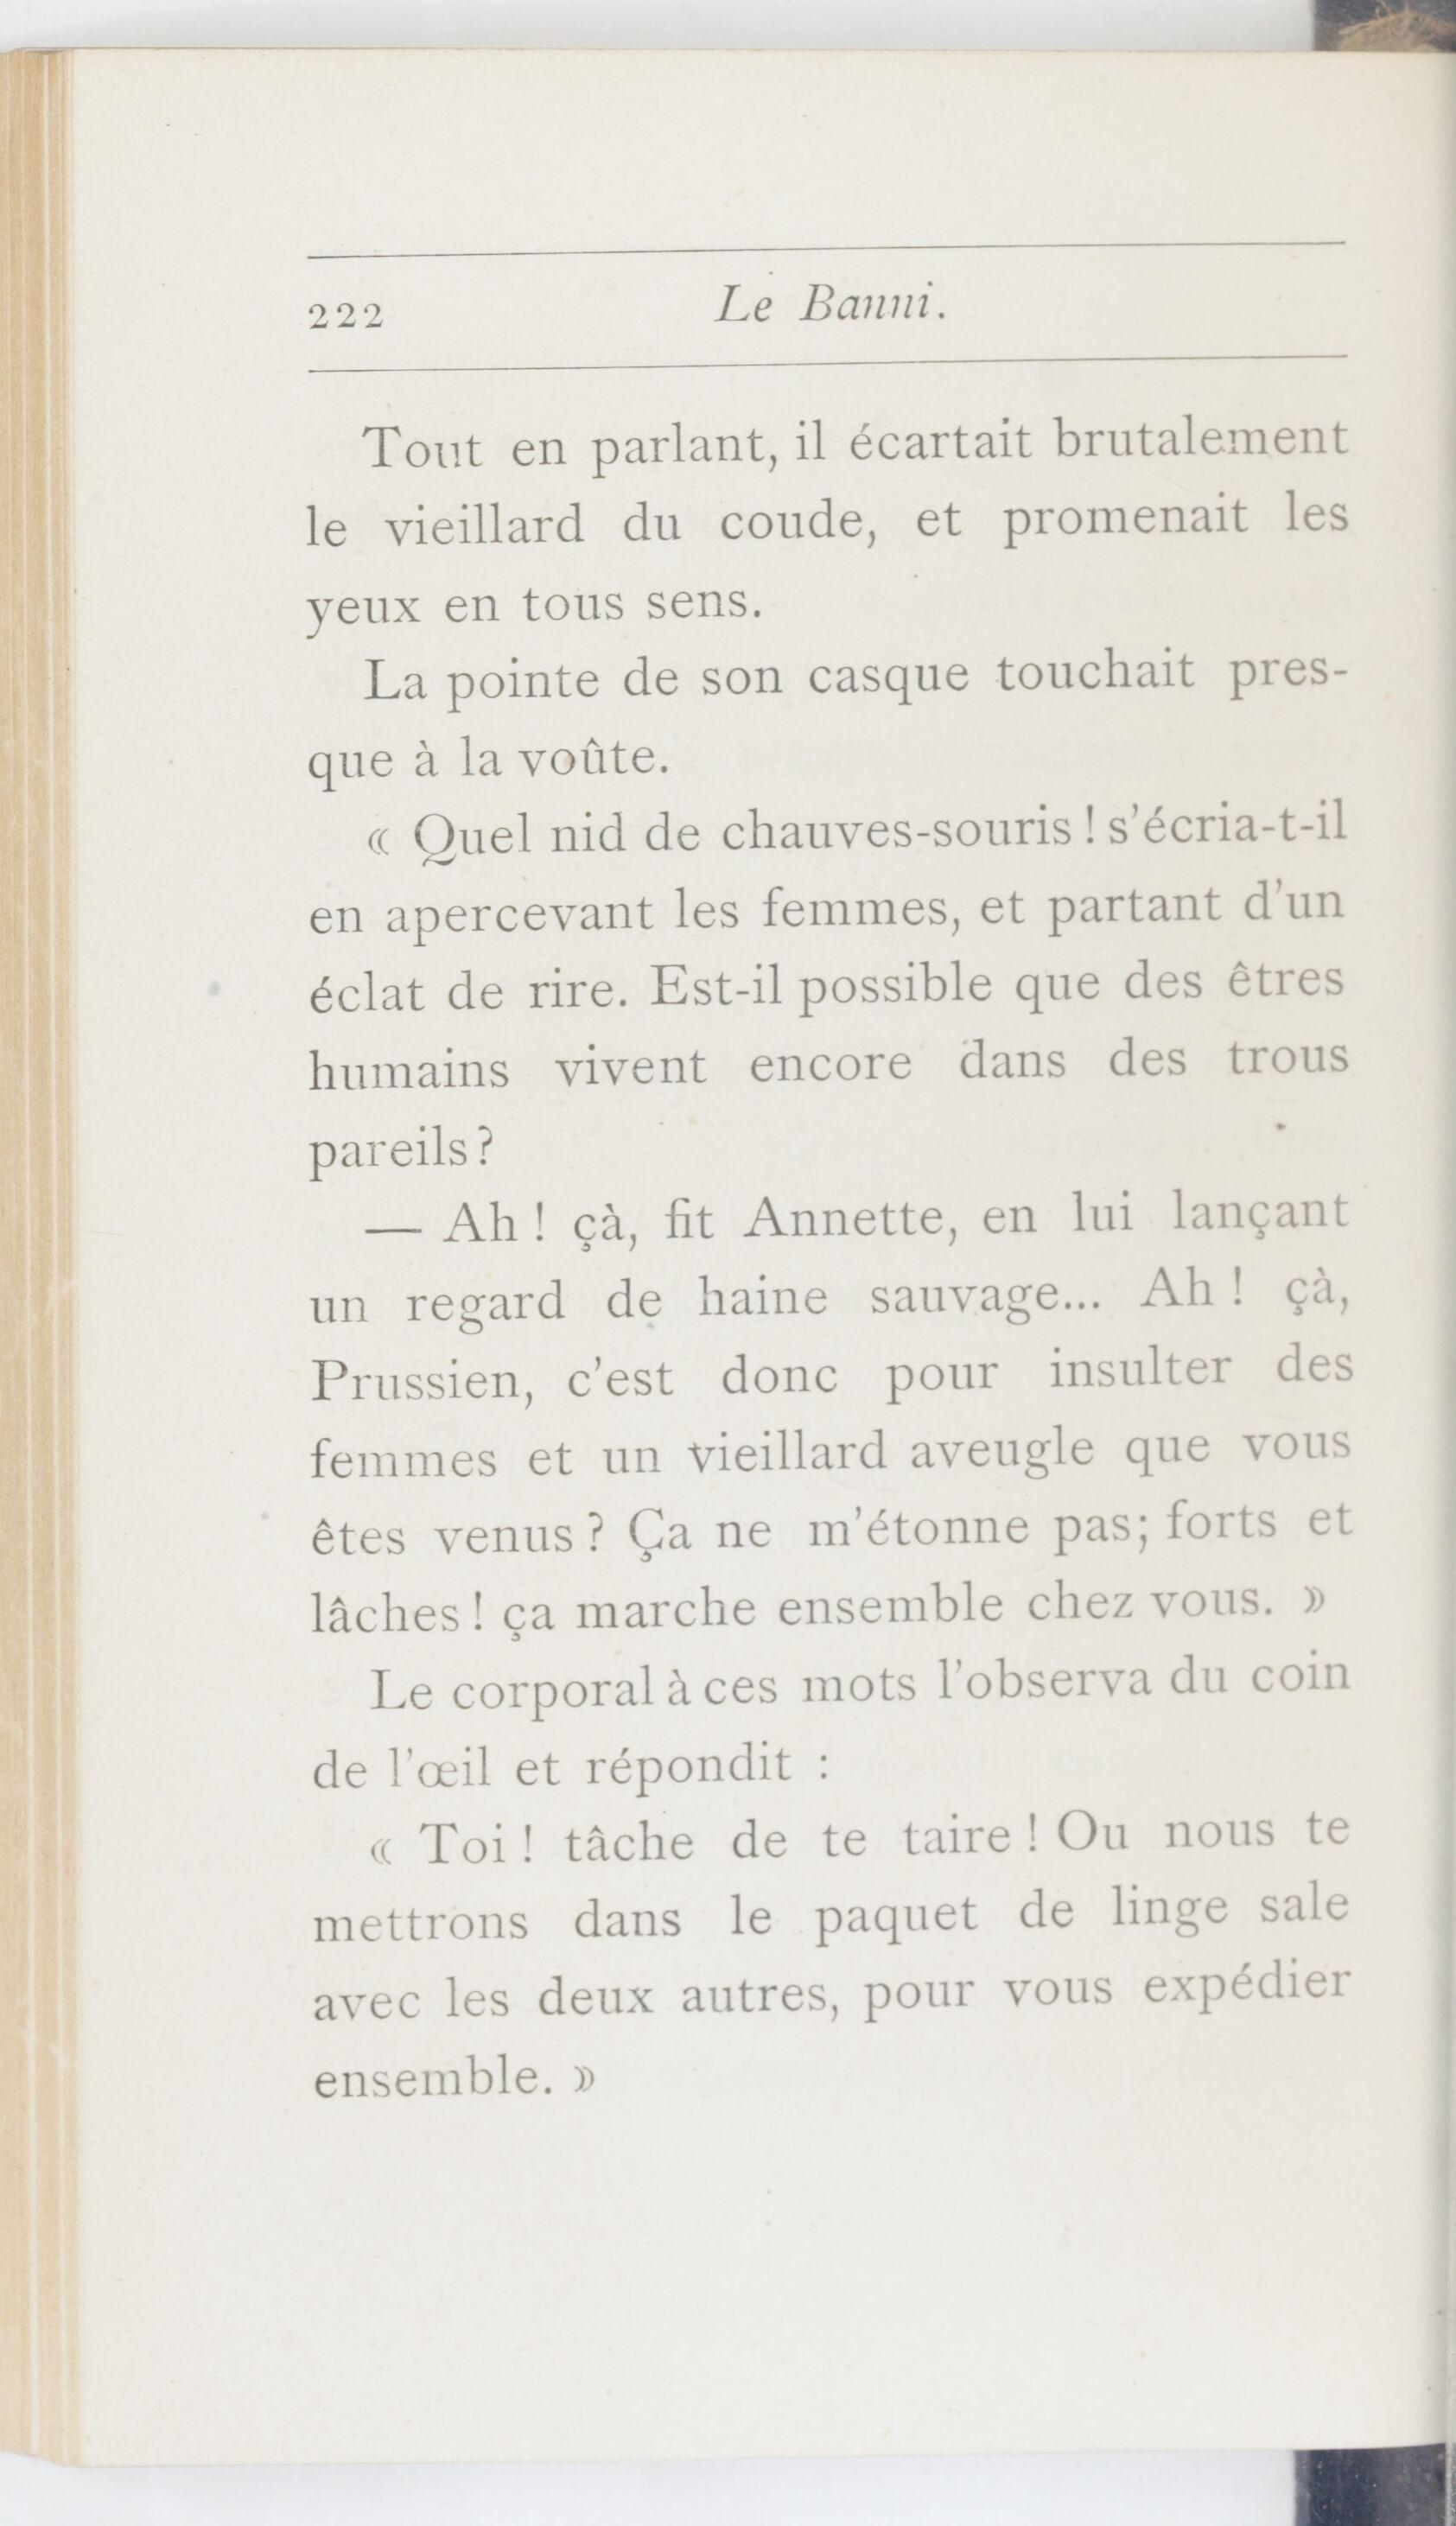 222
Le Banni.
Tout en parlant, il écartait brutalement
le vieillard du coude, et promenait les
yeux en tous sens.
La pointe de son casque touchait pres-
que à la voûte.
« Quel nid de chauves-souris ! s'écria-t-il
en apercevant les femmes, et partant d'un
éclat de rire. Est-il possible que des êtres
humains vivent encore dans des trous
pareils ?
— Ah ! çà, fit Annette, en lui lançant
un regard de haine sauvage... Ah ! çà,
Prussien, c'est donc pour insulter des
femmes et un vieillard aveugle que vous
êtes venus ? Ça ne m'étonne pas; forts et
lâches ! ça marche ensemble chez vous. »
Le corporal à ces mots l'observa du coin
de l'œil et répondit :
« Toi ! tâche de te taire ! Ou nous te
mettrons dans le paquet de linge sale
avec les deux autres, pour vous expédier
ensemble. »